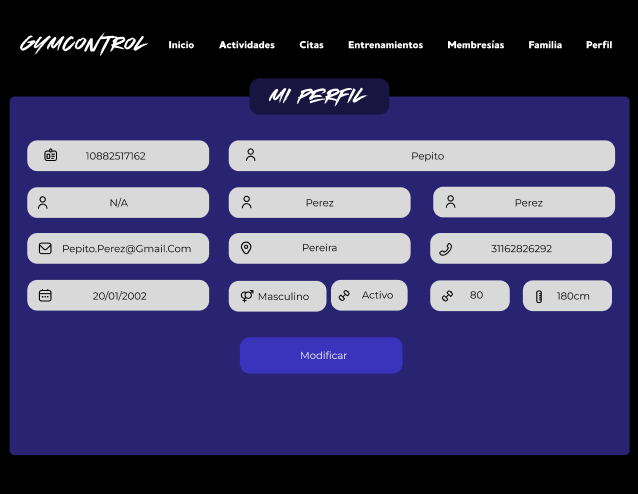 GYMCONTROL Inicio Actividades Citas Entrenamientos Membresías Familia Perfil
MI PERFIL
10882517162 Pepito
N/A Perez Perez
Pepito.Perez@Gmail.Com Pereira 31162826292
20/01/2002 Masculino Activo 80 180cm
Modificar